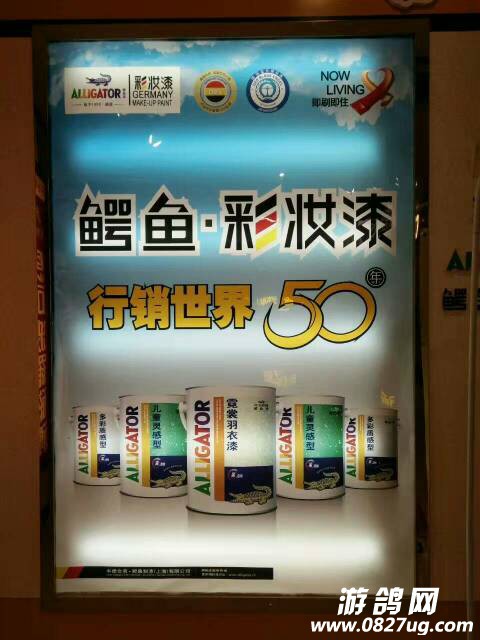 ALLIGATOR
彩妆漆
GERMANY
MAKE-UP PAINT
NOW
LIVING
即刷即住
鳄鱼·彩妆漆
行销世界50年
多彩质感型
ALLIGATOR
儿童灵感型
ALLIGATOR
霓裳羽衣漆
ALLIGATOR
儿童灵感型
ALLIGATOR
多彩质感型
ALLIGATOR
游鸽网
www.0827ug.com